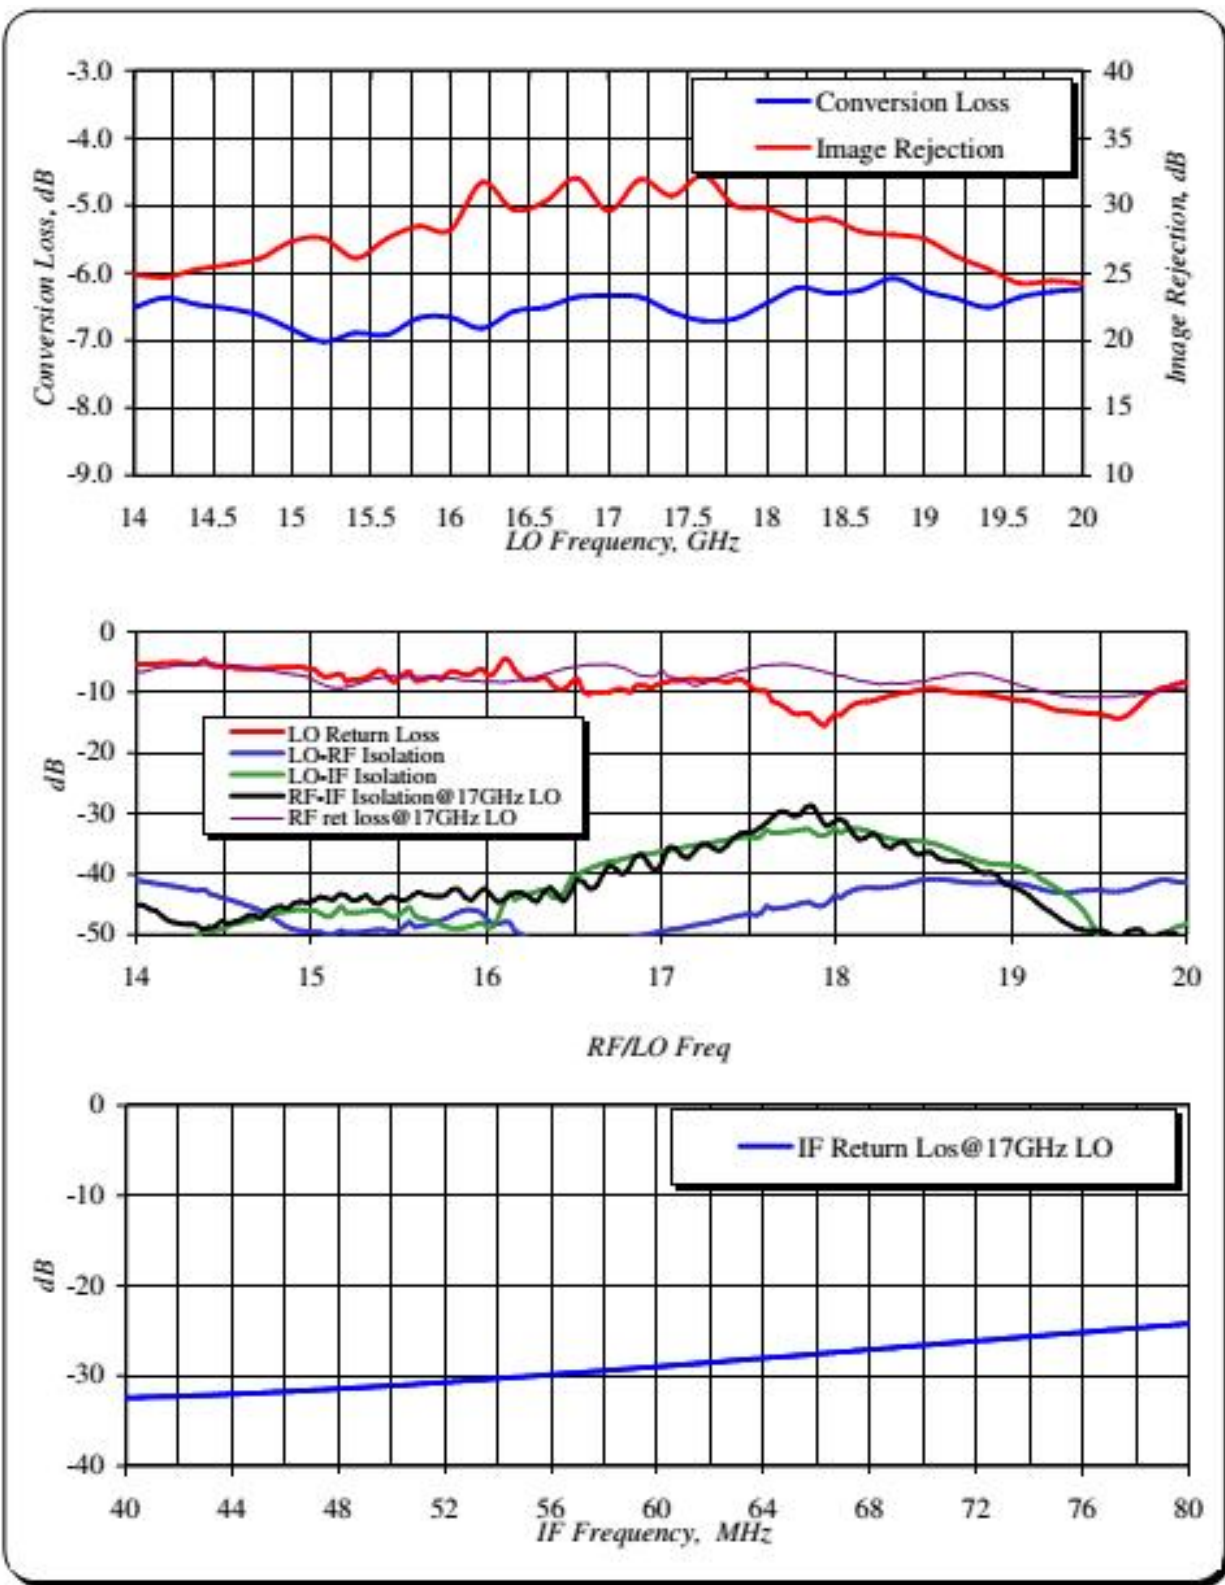 -3.0
-4.0
-5.0
-6.0
-7.0
-8.0
-9.0
Conversion Loss, dB
Conversion Loss
Image Rejection
40
35
30
25
20
15
10
Image Rejection, dB
14 14.5 15 15.5 16 16.5 17 17.5 18 18.5 19 19.5 20
LO Frequency, GHz
0
-10
-20
-30
-40
-50
dB
LO Return Loss
LO-RF Isolation
LO-IF Isolation
RF-IF Isolation@17GHz LO
RF ret loss@17GHz LO
14 15 16 17 18 19 20
RF/LO Freq
0
-10
-20
-30
-40
dB
IF Return Los@17GHz LO
40 44 48 52 56 60 64 68 72 76 80
IF Frequency, MHz